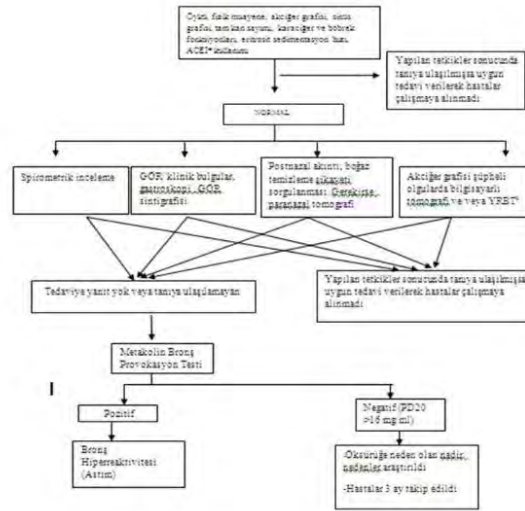 Öykü, fizik muayene, akciğer grafisi, sinüs
grafisi, tam kan sayımı, karaciğer ve böbrek
fonksiyonları, eritrosit sedimentasyon hızı,
ACEI* kullanımı
Yapılan tetkikler sonucunda
tanıya ulaşılmışsa uygun
tedavi verilerek hastalar
çalışmaya alınmadı
NORMAL
Spirometrik inceleme
GÖR, klinik bulgular,
gastroskopi, GÖR
sintigrafisi
Postnazal akıntı, boğaz
temizleme şikayeti
sorgulanması. Gerekirse
paranazal tomografi
Akciğer grafisi şüpheli
olgularda bilgisayarlı
tomografi ve veya YRBT
Tedaviye yanıt yok veya tanıya ulaşılamayan
Yapılan tetkikler sonucunda tanıya ulaşılmışsa
uygun tedavi verilerek hastalar çalışmaya
alınmadı
Metakolin Bronş
Provokasyon Testi
Pozitif
Negatif (PD20
>16 mg/ml)
Bronş
Hiperreaktivitesi
(Astım)
-Öksürüğe neden olan nadir
nedenler araştırıldı
-Hastalar 3 ay takip edildi